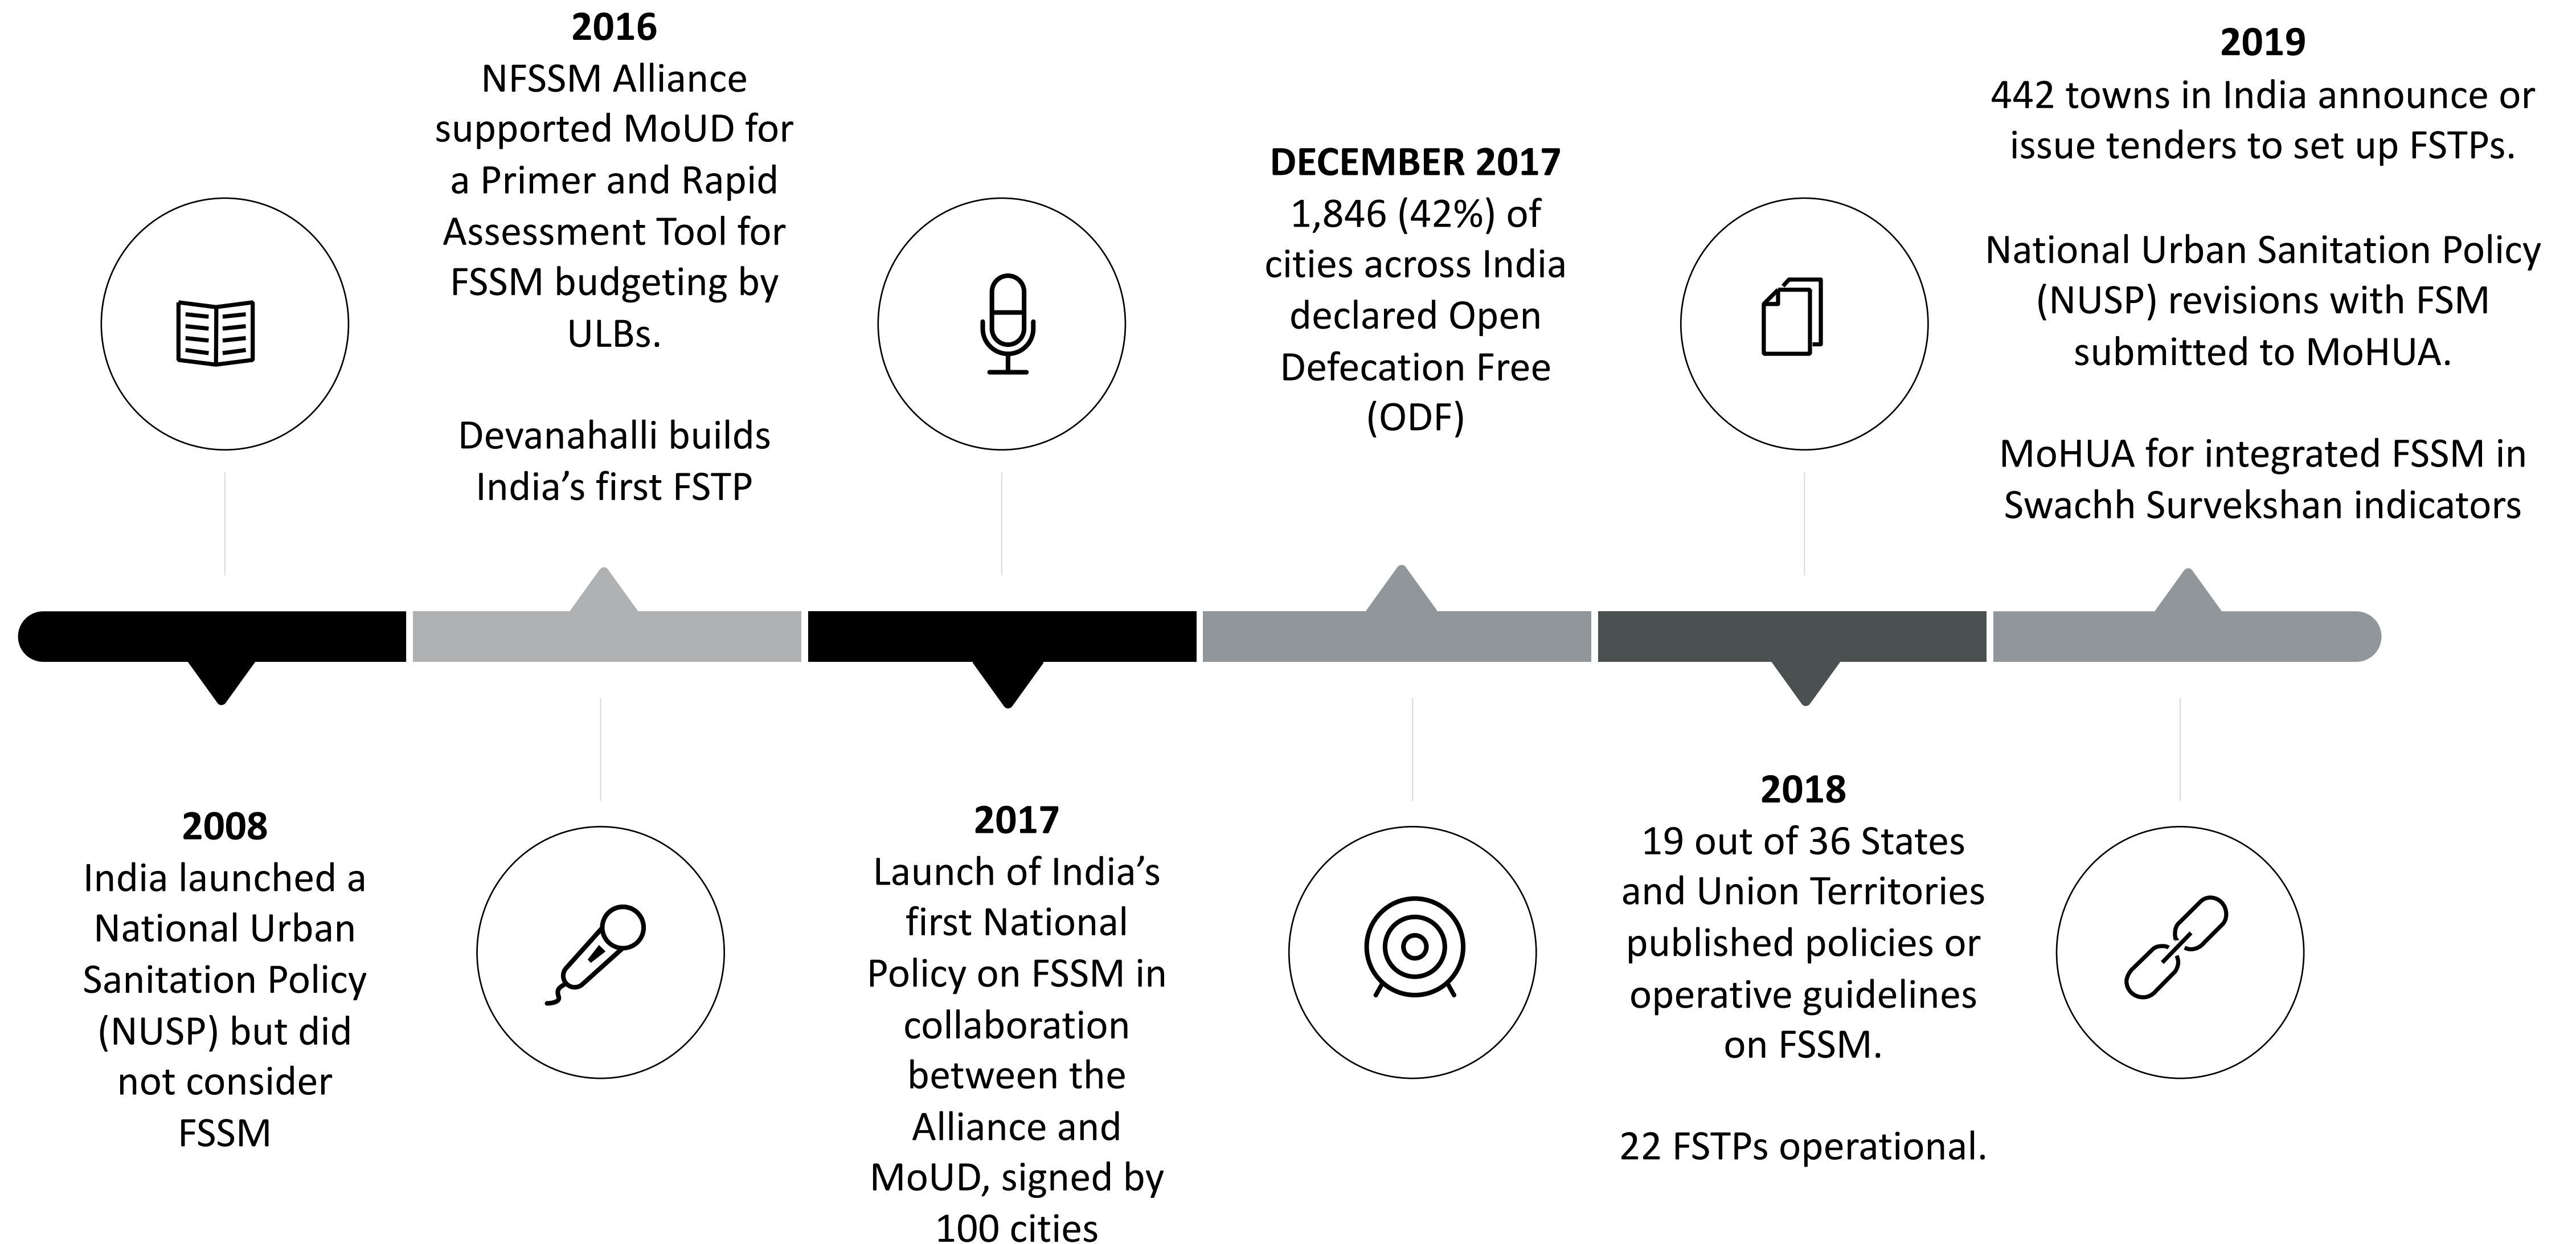 2008
India launched a
National Urban
Sanitation Policy
(NUSP) but did
not consider
FSSM
2016
NFSSM Alliance
supported MoUD for
a Primer and Rapid
Assessment Tool for
FSSM budgeting by
ULBs.
Devanahalli builds
India’s first FSTP
2017
Launch of India’s
first National
Policy on FSSM in
collaboration
between the
Alliance and
MoUD, signed by
100 cities
DECEMBER 2017
1,846 (42%) of
cities across India
declared Open
Defecation Free
(ODF)
2018
19 out of 36 States
and Union Territories
published policies or
operative guidelines
on FSSM.
22 FSTPs operational.
2019
442 towns in India announce or
issue tenders to set up FSTPs.
National Urban Sanitation Policy
(NUSP) revisions with FSM
submitted to MoHUA.
MoHUA for integrated FSSM in
Swachh Survekshan indicators